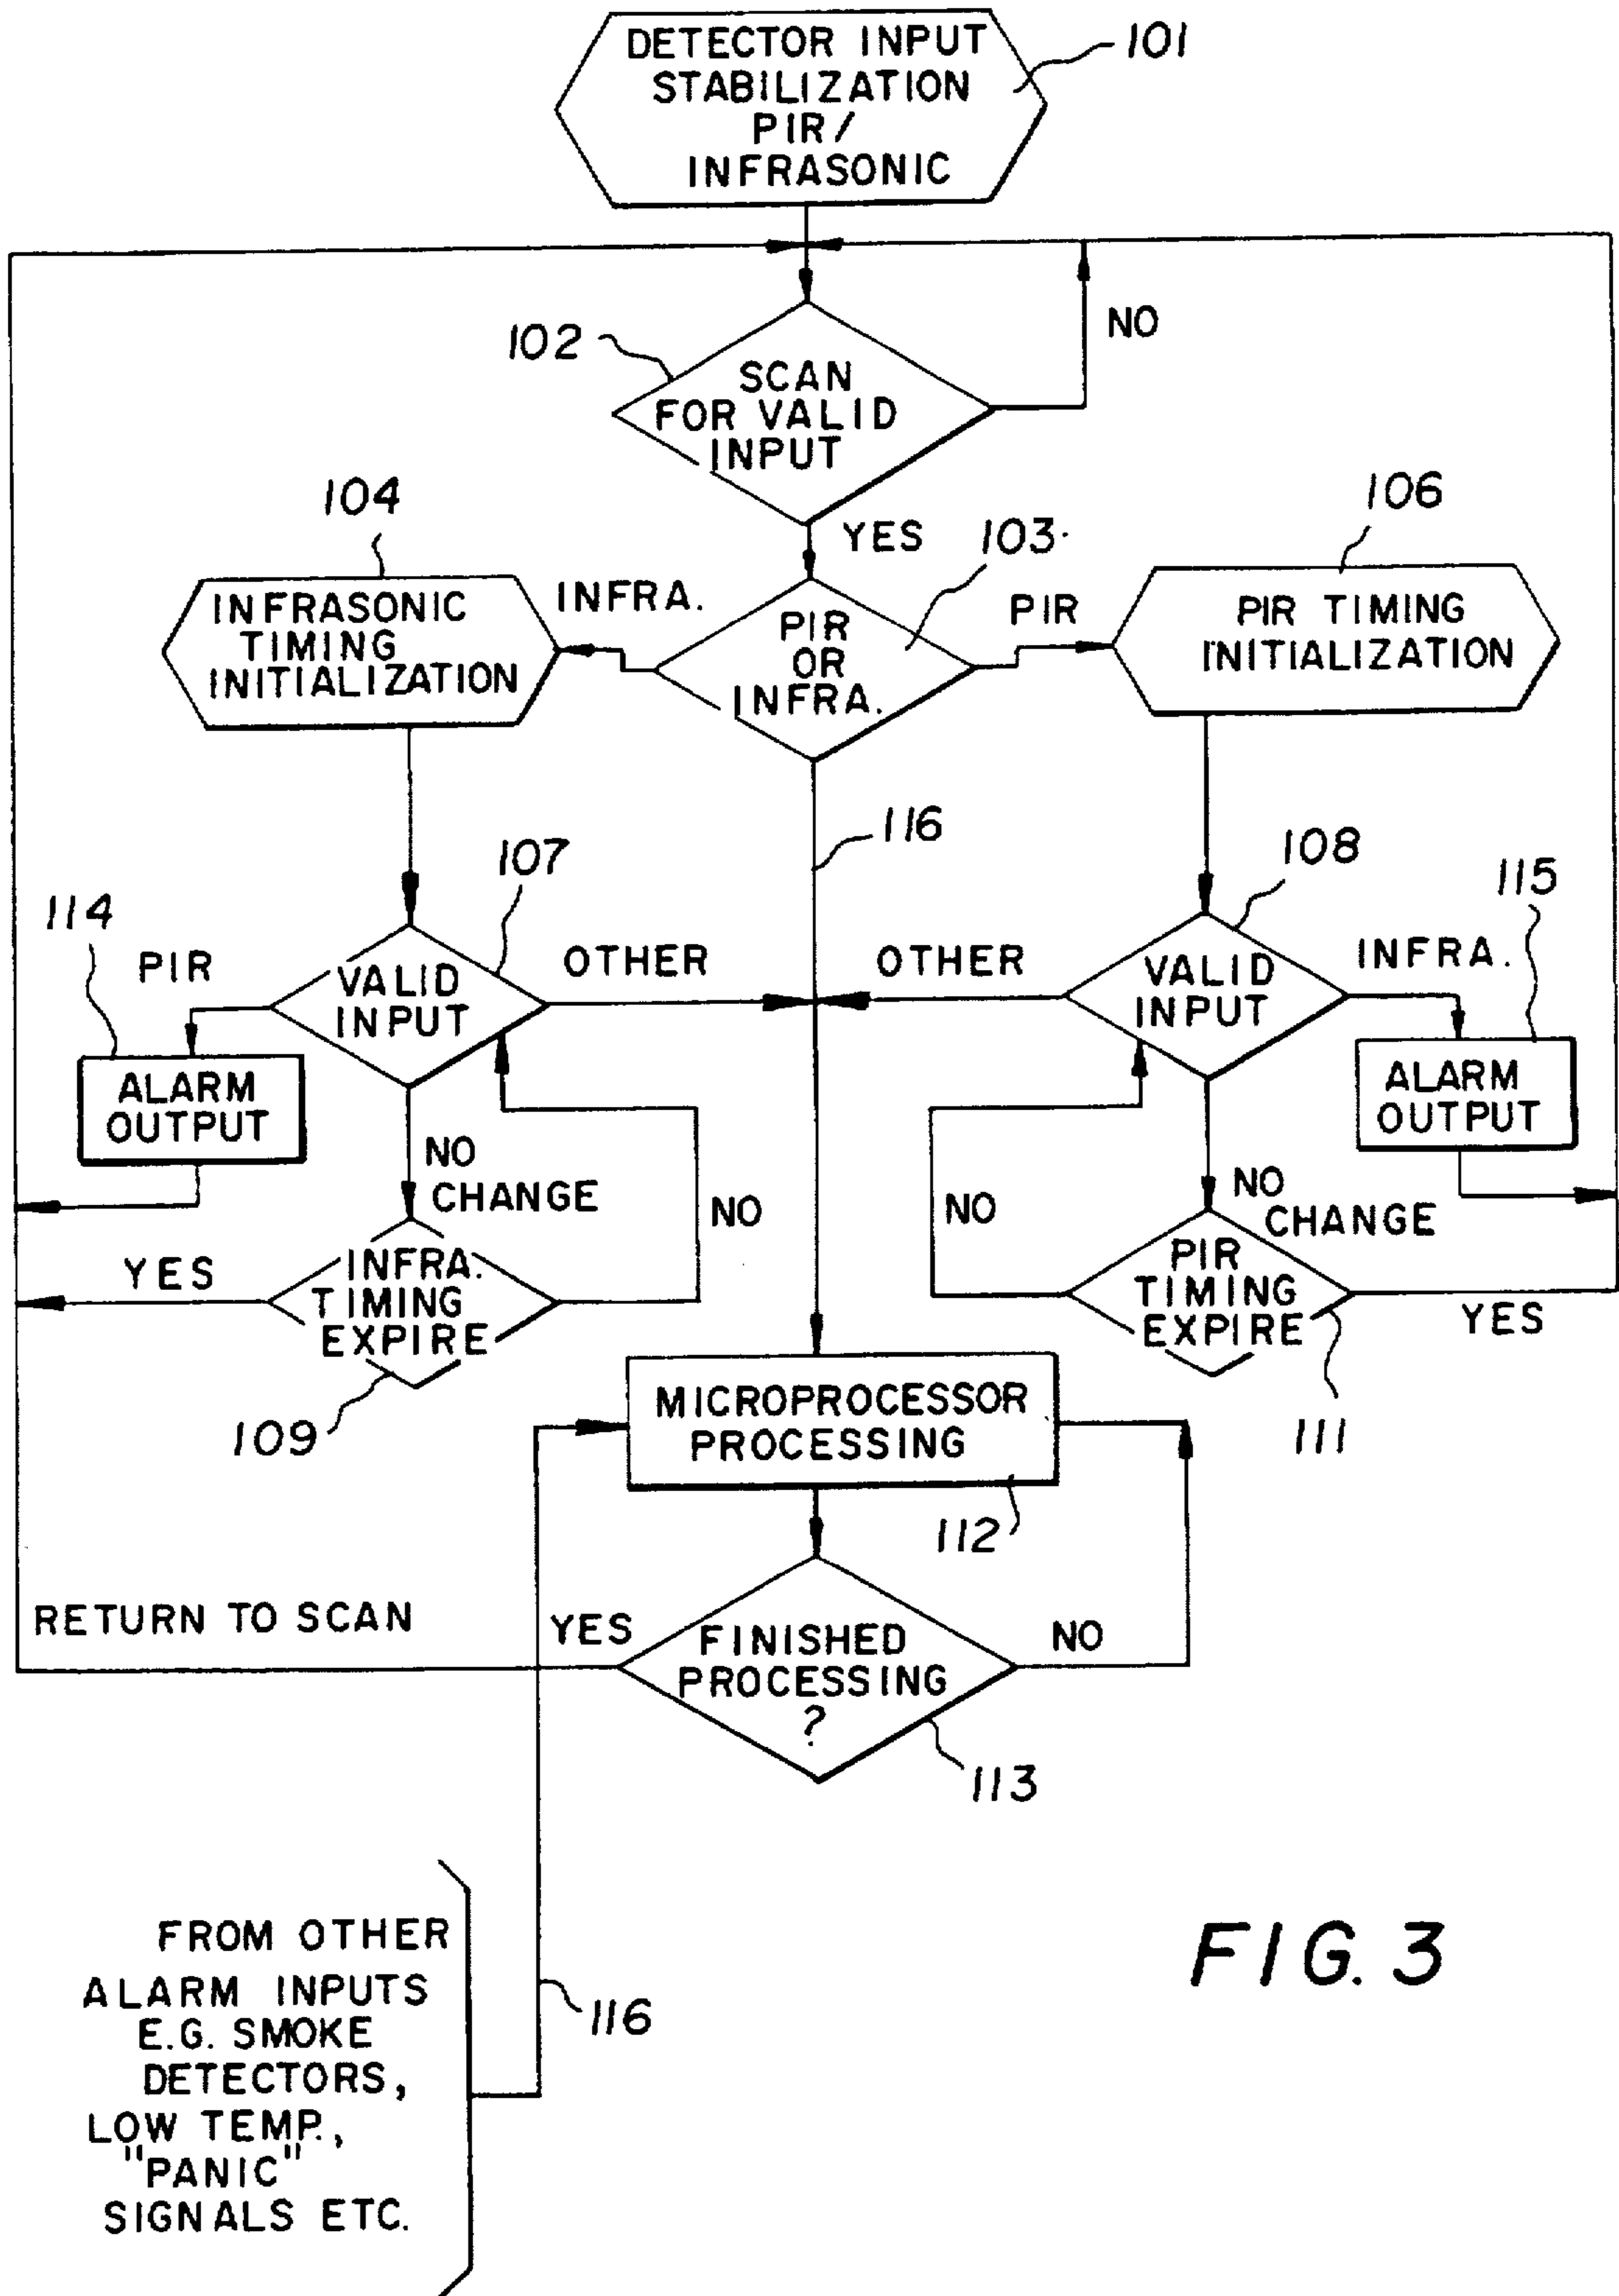 DETECTOR INPUT
STABILIZATION
PIR/
INFRASONIC
101
NO
102
SCAN
FOR VALID
INPUT
104
106
YES
103
INFRASONIC
TIMING
INITIALIZATION
INFRA.
PIR
OR
INFRA.
PIR
PIR TIMING
INITIALIZATION
116
107
108
114
115
PIR
VALID
INPUT
OTHER
OTHER
VALID
INPUT
INFRA.
ALARM
OUTPUT
ALARM
OUTPUT
NO
CHANGE
NO
NO
NO
CHANGE
YES
INFRA.
TIMING
EXPIRE
PIR
TIMING
EXPIRE
YES
109
MICROPROCESSOR
PROCESSING
111
112
RETURN TO SCAN
YES
FINISHED
PROCESSING
?
NO
113
FROM OTHER
ALARM INPUTS
E.G. SMOKE
DETECTORS,
LOW TEMP.,
"PANIC"
SIGNALS ETC.
116
FIG. 3